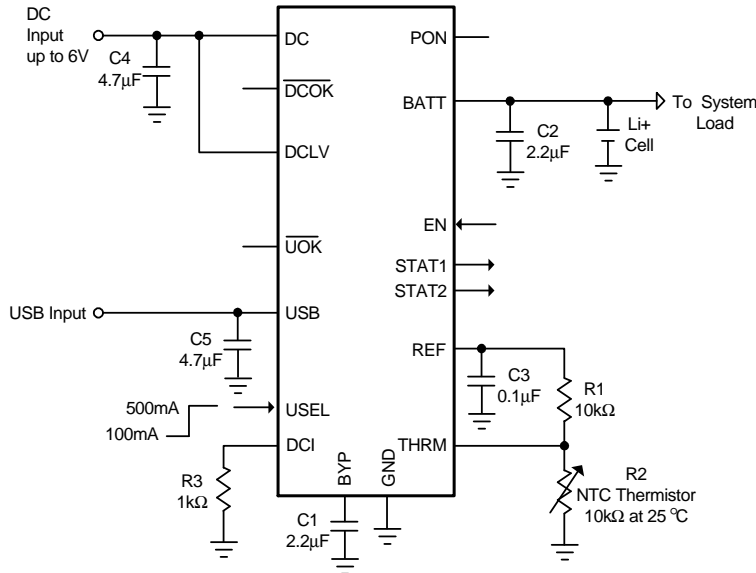 DC
Input
up to 6V
C4
4.7µF
DC
DCOK
DCLV
UOK
USB Input
USB
C5
4.7µF
500mA
100mA
USEL
DCI
R3
1kΩ
BYP
GND
C1
2.2µF
PON
BATT
To System
Load
C2
2.2µF
Li+
Cell
EN
STAT1
STAT2
REF
C3
0.1µF
R1
10kΩ
THRM
R2
NTC Thermistor
10kΩ at 25 °C